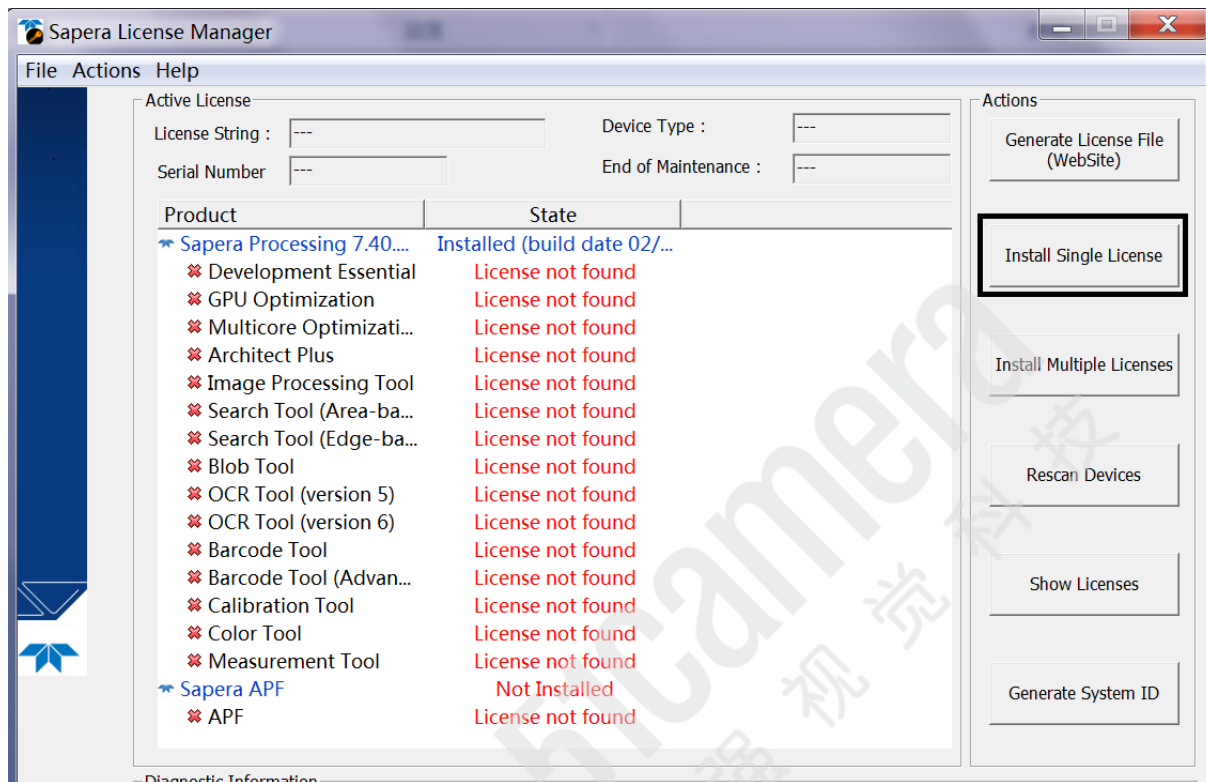 Sapera License Manager
File Actions Help
Active License
License String : ---
Device Type : ---
Serial Number ---
End of Maintenance : ---
Product State
Sapera Processing 7.40.... Installed (build date 02/...
Development Essential License not found
GPU Optimization License not found
Multicore Optimizati... License not found
Architect Plus License not found
Image Processing Tool License not found
Search Tool (Area-ba... License not found
Search Tool (Edge-ba... License not found
Blob Tool License not found
OCR Tool (version 5) License not found
OCR Tool (version 6) License not found
Barcode Tool License not found
Barcode Tool (Advan... License not found
Calibration Tool License not found
Color Tool License not found
Measurement Tool License not found
Sapera APF Not Installed
APF License not found
Diagnostic Information
Actions
Generate License File
(WebSite)
Install Single License
Install Multiple Licenses
Rescan Devices
Show Licenses
Generate System ID
51camera
视觉科技